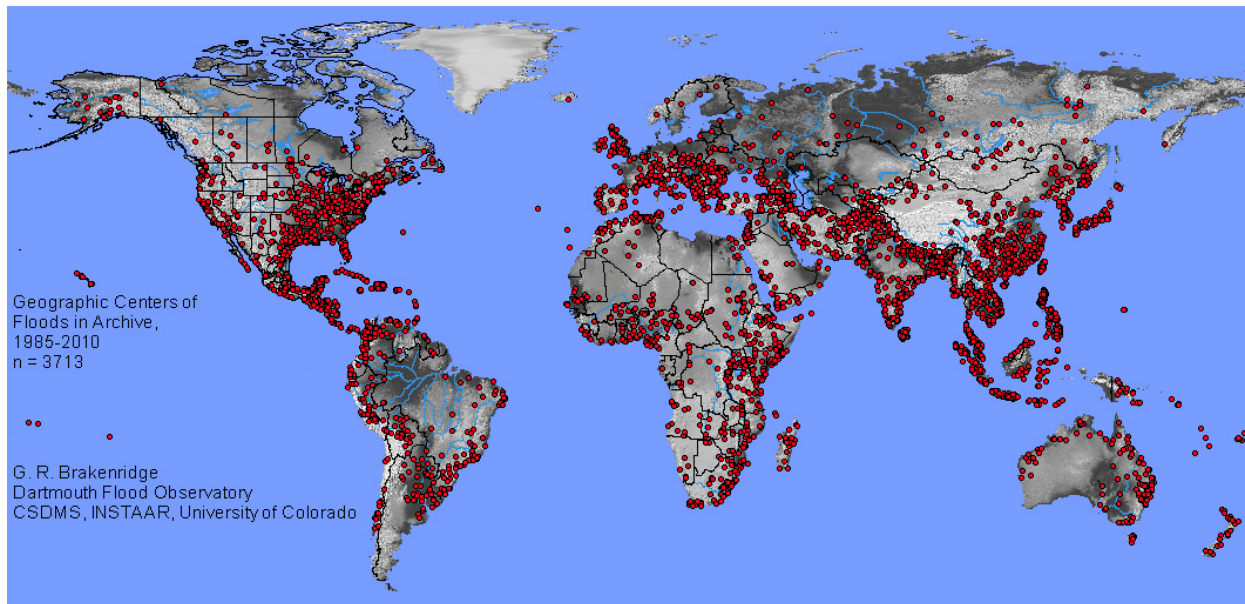 Geographic Centers of
Floods in Archive,
1985-2010
n = 3713
G. R. Brakenridge
Dartmouth Flood Observatory
CSDMS, INSTAAR, University of Colorado